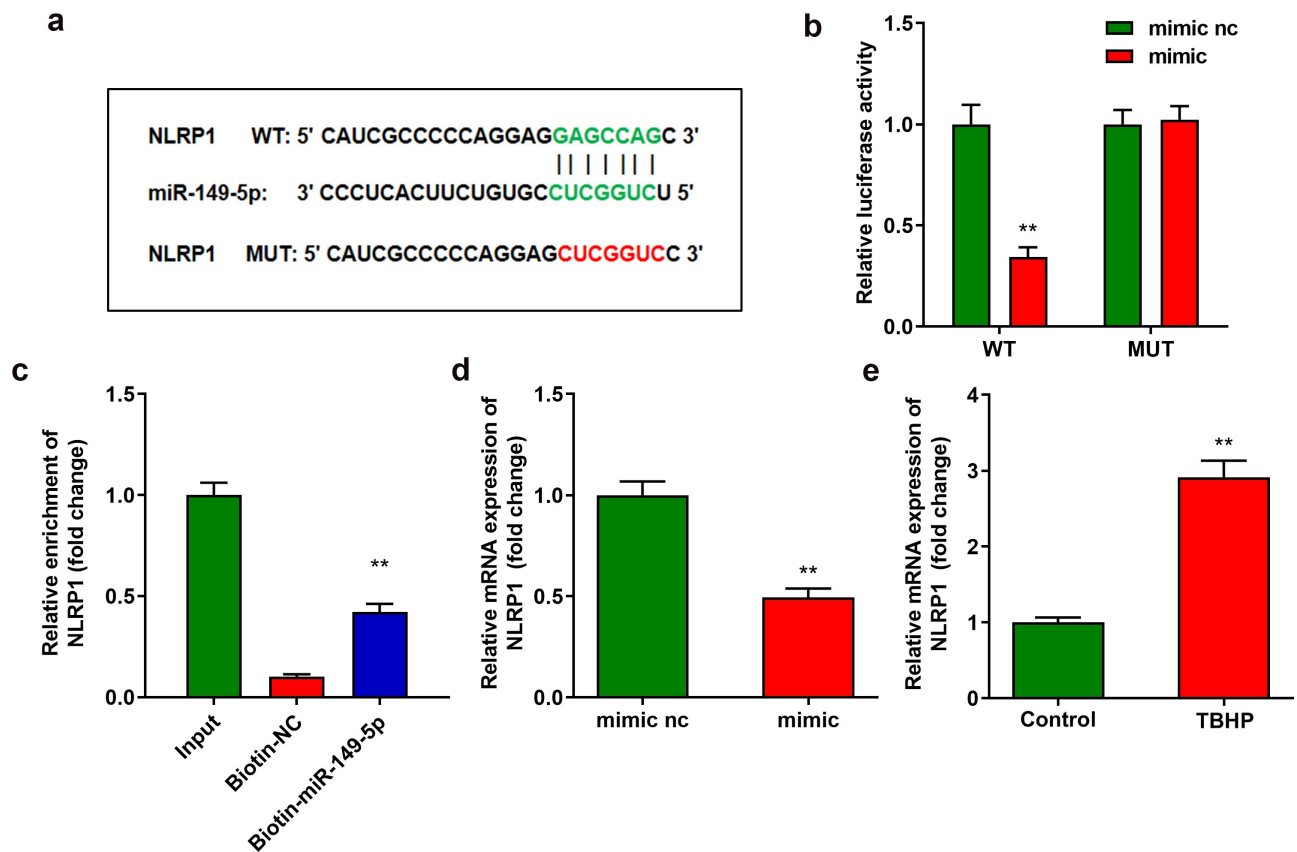 a
NLRP1 WT: 5' CAUCGCCCCCAGGAGGAGCCAGC 3'
miR-149-5p: 3' CCCUCACUUCUGUGCCUCGGUCU 5'
NLRP1 MUT: 5' CAUCGCCCCCAGGAGCUCGGUCC 3'
b
mimic nc
mimic
Relative luciferase activity
1.5
1.0
0.5
0.0
**
WT MUT
c
Relative enrichment of
NLRP1 (fold change)
1.5
1.0
0.5
0.0
**
Input
Biotin-NC
Biotin-miR-149-5p
d
Relative mRNA expression of
NLRP1 (fold change)
1.5
1.0
0.5
0.0
**
mimic nc mimic
e
Relative mRNA expression of
NLRP1 (fold change)
4
3
2
1
0
**
Control TBHP